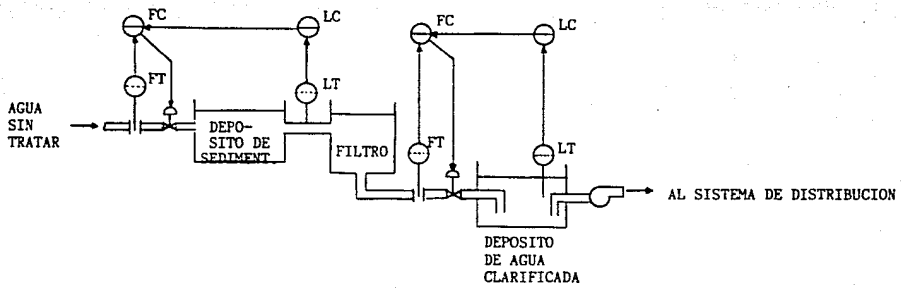 FC
LC
FC
LC
FT
LT
FT
LT
AGUA
SIN
TRATAR
DEPO-
SITO DE
SEDIMENT.
FILTRO
AL SISTEMA DE DISTRIBUCION
DEPOSITO
DE AGUA
CLARIFICADA